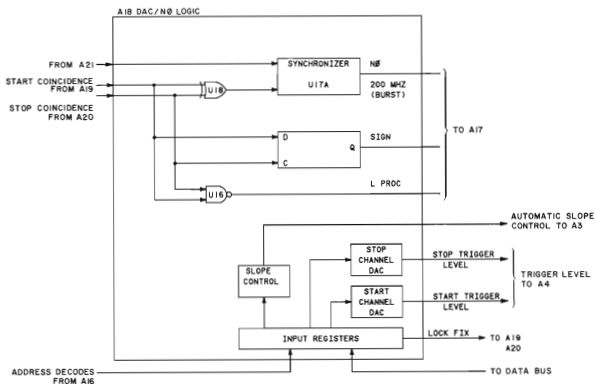 A18 DAC/NØ LOGIC
FROM A21
START COINCIDENCE
FROM A19
STOP COINCIDENCE
FROM A20
SYNCHRONIZER
U17A
U18
NØ
200 MHZ
(BURST)
D
C
Q
SIGN
TO A17
U16
L PROC
AUTOMATIC SLOPE
CONTROL TO A3
SLOPE
CONTROL
STOP
CHANNEL
DAC
STOP TRIGGER
LEVEL
START
CHANNEL
DAC
START TRIGGER
LEVEL
TRIGGER LEVEL
TO A4
INPUT REGISTERS
LOCK FIX
TO A19
A20
ADDRESS DECODES
FROM A16
TO DATA BUS